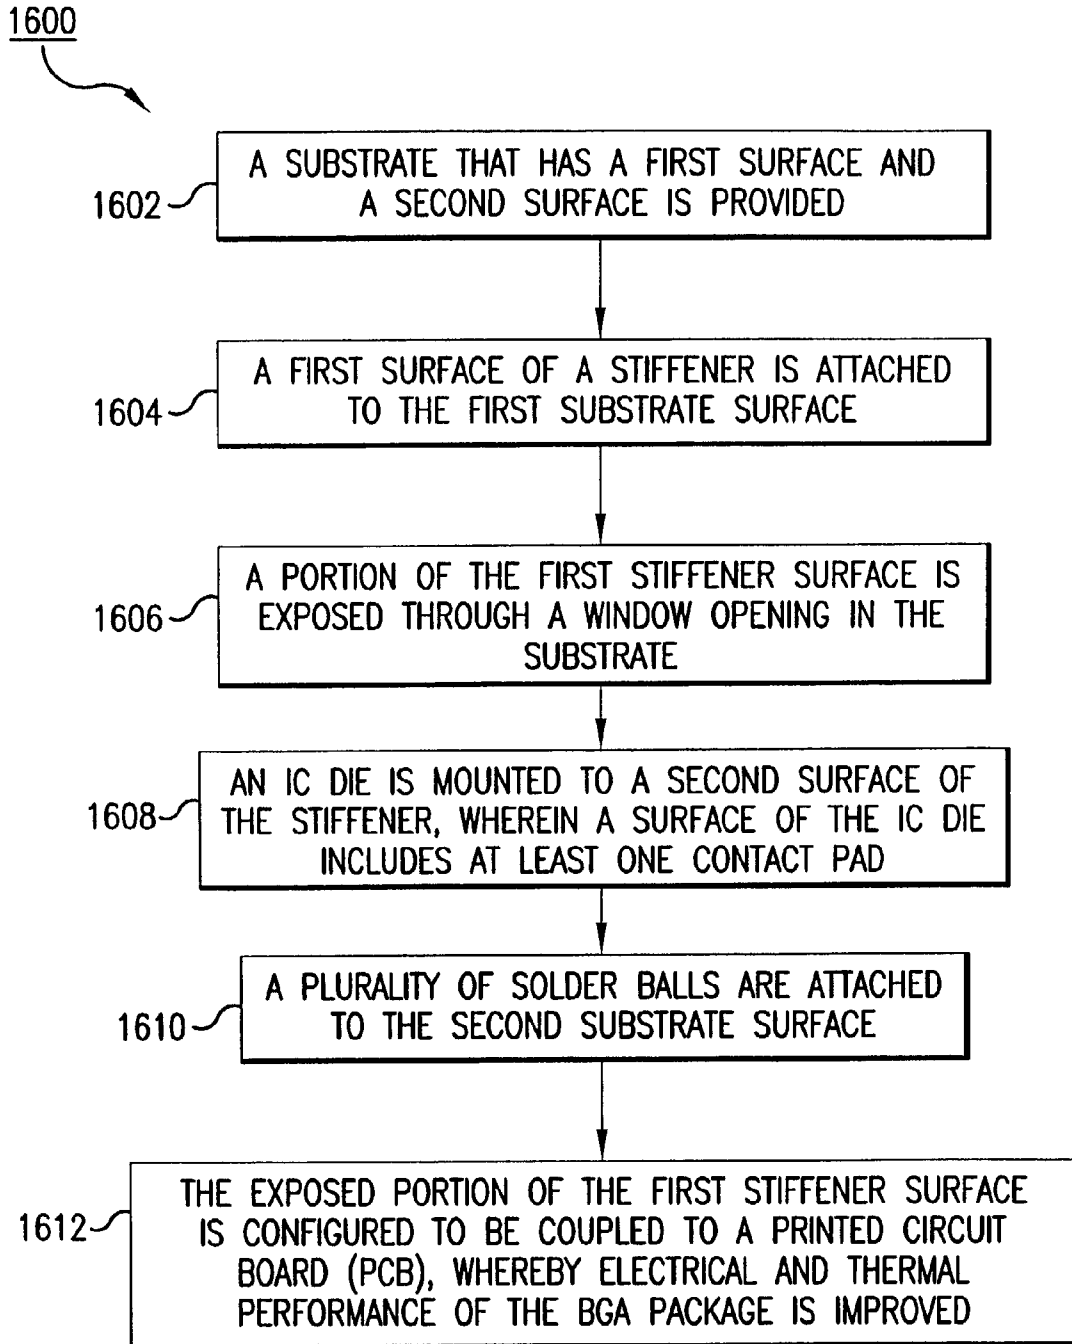 1600
A SUBSTRATE THAT HAS A FIRST SURFACE AND
A SECOND SURFACE IS PROVIDED
1602
A FIRST SURFACE OF A STIFFENER IS ATTACHED
TO THE FIRST SUBSTRATE SURFACE
1604
A PORTION OF THE FIRST STIFFENER SURFACE IS
EXPOSED THROUGH A WINDOW OPENING IN THE
SUBSTRATE
1606
AN IC DIE IS MOUNTED TO A SECOND SURFACE OF
THE STIFFENER, WHEREIN A SURFACE OF THE IC DIE
INCLUDES AT LEAST ONE CONTACT PAD
1608
A PLURALITY OF SOLDER BALLS ARE ATTACHED
TO THE SECOND SUBSTRATE SURFACE
1610
THE EXPOSED PORTION OF THE FIRST STIFFENER SURFACE
IS CONFIGURED TO BE COUPLED TO A PRINTED CIRCUIT
BOARD (PCB), WHEREBY ELECTRICAL AND THERMAL
PERFORMANCE OF THE BGA PACKAGE IS IMPROVED
1612